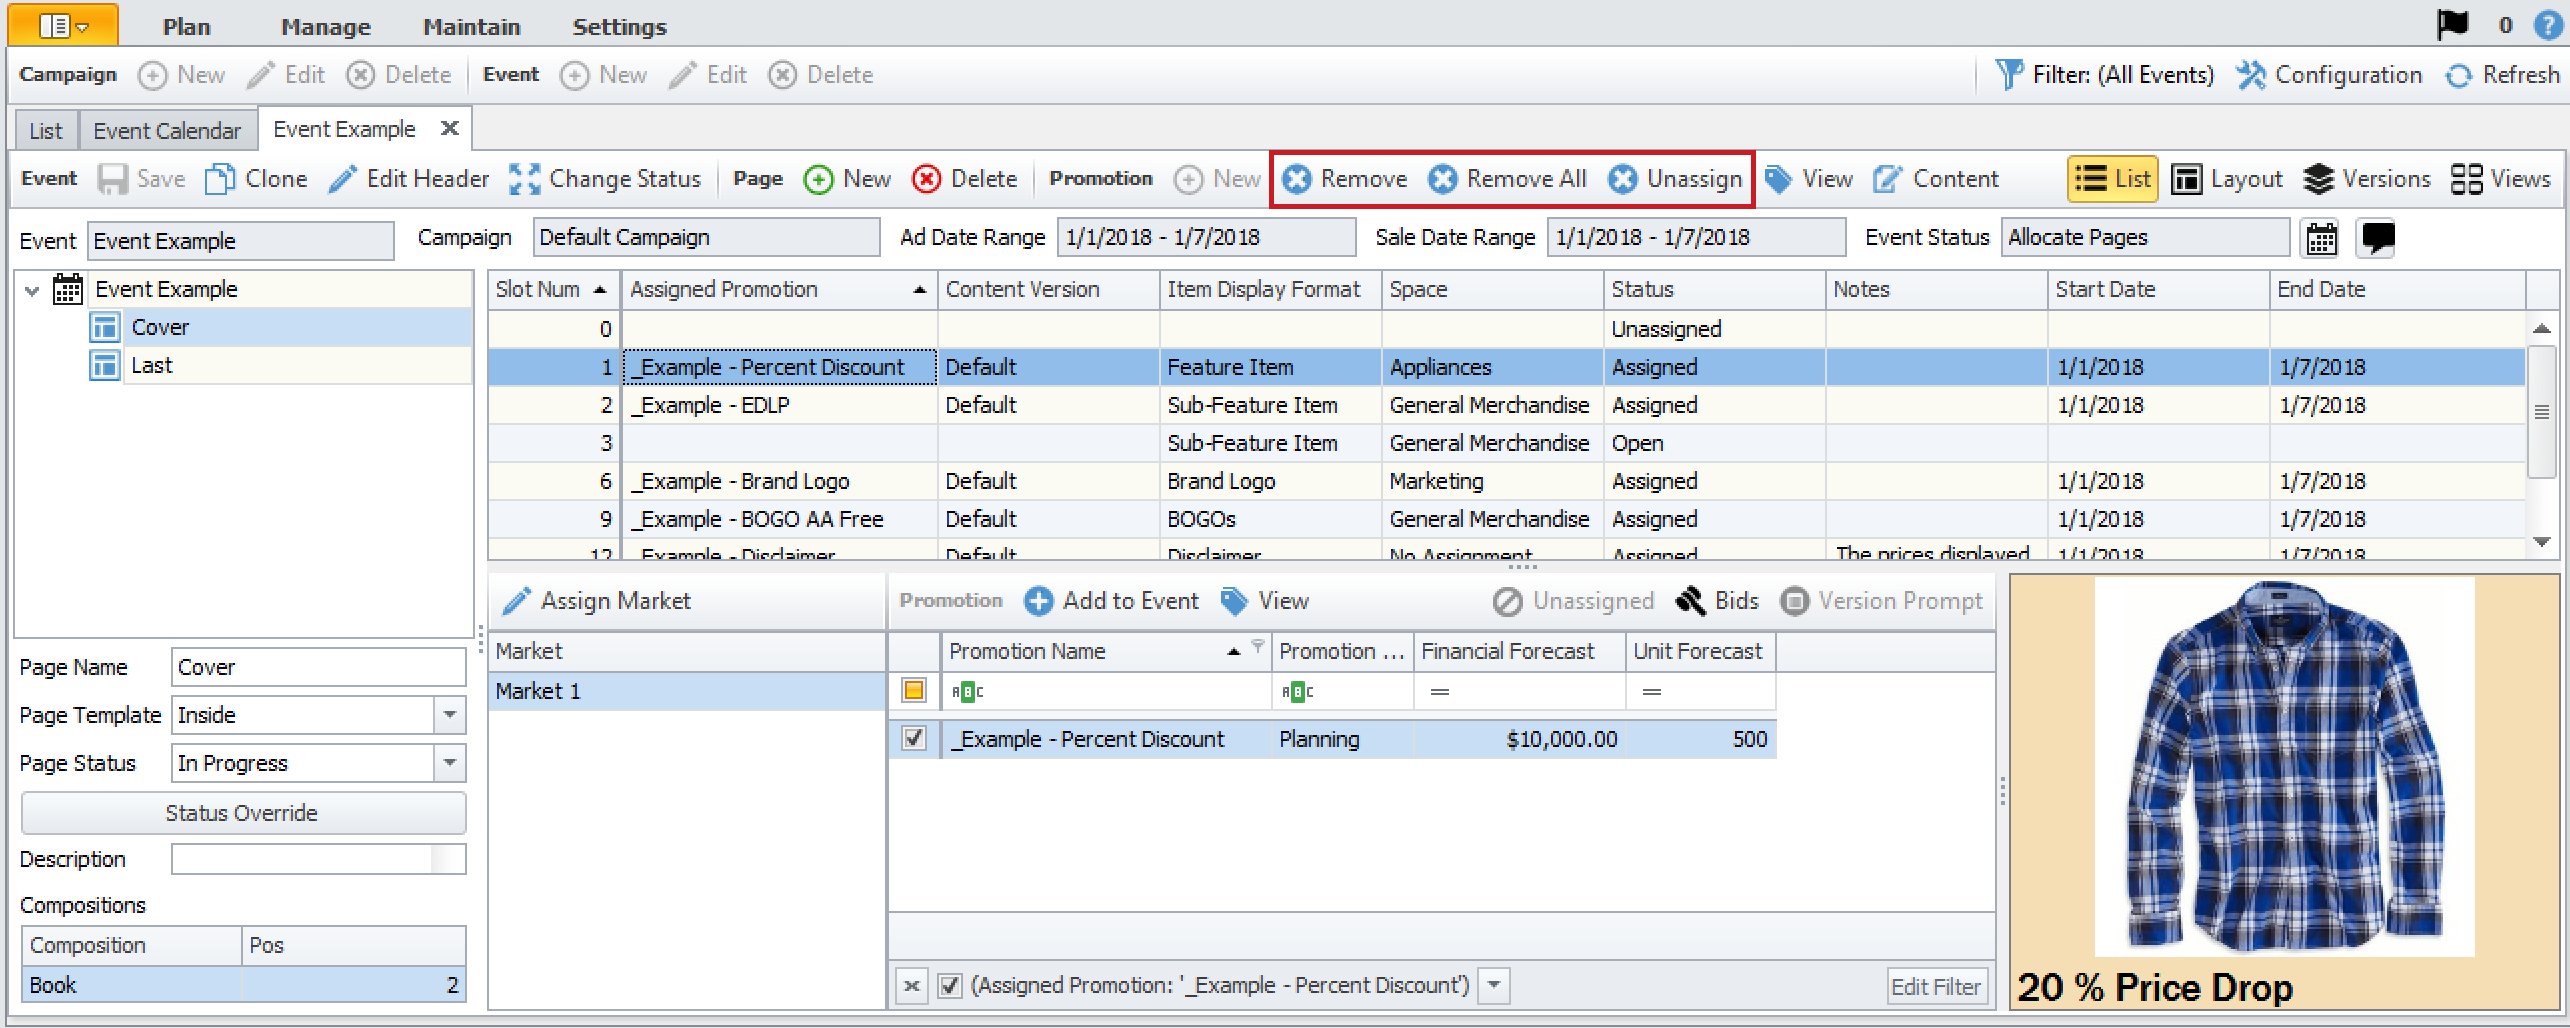 Plan Manage Maintain Settings 0 ?
Campaign New Edit Delete Event New Edit Delete Filter: (All Events) Configuration Refresh
List Event Calendar Event Example
Event Save Clone Edit Header Change Status Page New Delete Promotion New Remove Remove All Unassign View Content List Layout Versions Views
Event Event Example Campaign Default Campaign Ad Date Range 1/1/2018 - 1/7/2018 Sale Date Range 1/1/2018 - 1/7/2018 Event Status Allocate Pages
Event Example
Cover
Last
Slot Num Assigned Promotion Content Version Item Display Format Space Status Notes Start Date End Date
0 Unassigned
1 _Example - Percent Discount Default Feature Item Appliances Assigned 1/1/2018 1/7/2018
2 _Example - EDLP Default Sub-Feature Item General Merchandise Assigned 1/1/2018 1/7/2018
3 Sub-Feature Item General Merchandise Open
6 _Example - Brand Logo Default Brand Logo Marketing Assigned 1/1/2018 1/7/2018
9 _Example - BOGO AA Free Default BOGOs General Merchandise Assigned 1/1/2018 1/7/2018
12 _Example - Disclaimer Default Disclaimer No Assignment Assigned The prices displayed 1/1/2018 1/7/2018
Page Name Cover
Page Template Inside
Page Status In Progress
Status Override
Description
Compositions
Composition Pos
Book 2
Assign Market
Market
Market 1
Promotion Add to Event View Unassigned Bids Version Prompt
Promotion Name Promotion ... Financial Forecast Unit Forecast
ABC ABC = =
_Example - Percent Discount Planning $10,000.00 500
(Assigned Promotion: '_Example - Percent Discount') Edit Filter
20 % Price Drop